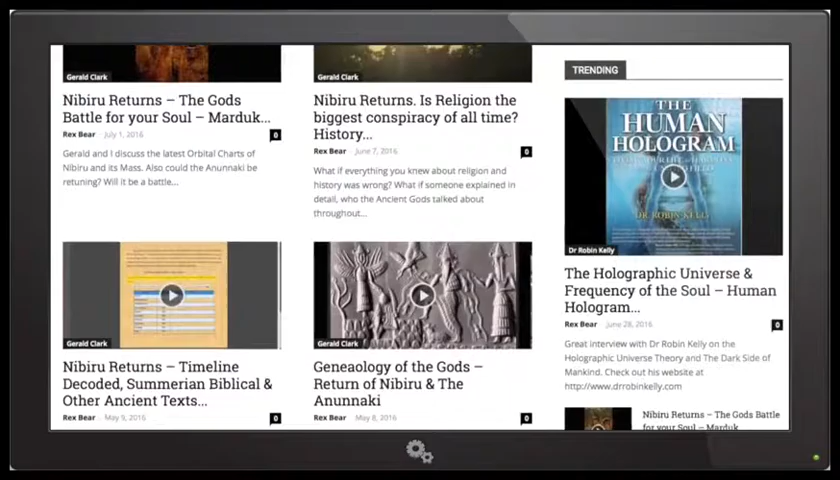 Gerald Clark
Nibiru Returns – The Gods
Battle for your Soul – Marduk...
Rex Bear - July 1, 2016
0
Gerald and I discuss the latest Orbital Charts of
Nibiru and its Mass. Also could the Anunnaki be
retuning? Will it be a battle...
Gerald Clark
Nibiru Returns – Timeline
Decoded, Summerian Biblical &
Other Ancient Texts...
Rex Bear - May 9, 2016
0
Gerald Clark
Nibiru Returns. Is Religion the
biggest conspiracy of all time?
History...
Rex Bear - June 7, 2016
0
What if everything you knew about religion and
history was wrong? What if someone explained in
detail, who the Ancient Gods talked about
throughout...
Gerald Clark
Geneaology of the Gods –
Return of Nibiru & The
Anunnaki
Rex Bear - May 8, 2016
0
TRENDING
THE
HUMAN
HOLOGRAM
DR ROBIN KELLY
Dr Robin Kelly
The Holographic Universe &
Frequency of the Soul – Human
Hologram...
Rex Bear - June 28, 2016
0
Great interview with Dr Robin Kelly on the
Holographic Universe Theory and The Dark Side of
Mankind. Check out his website at
http://www.drrobinkelly.com
Nibiru Returns – The Gods Battle
for your Soul – Marduk